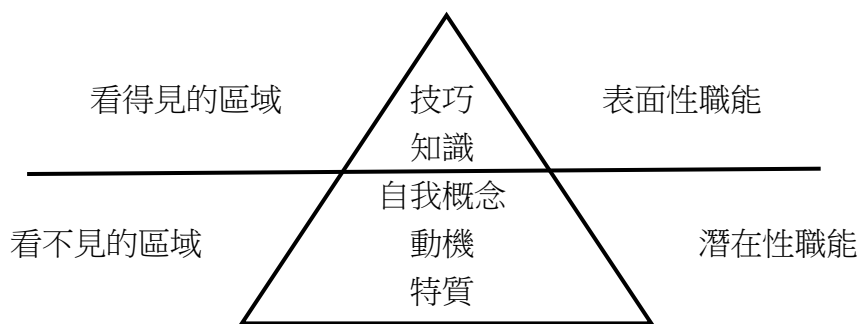 看得見的區域 技巧 表面性職能
知識
自我概念
看不見的區域 動機 潛在性職能
特質